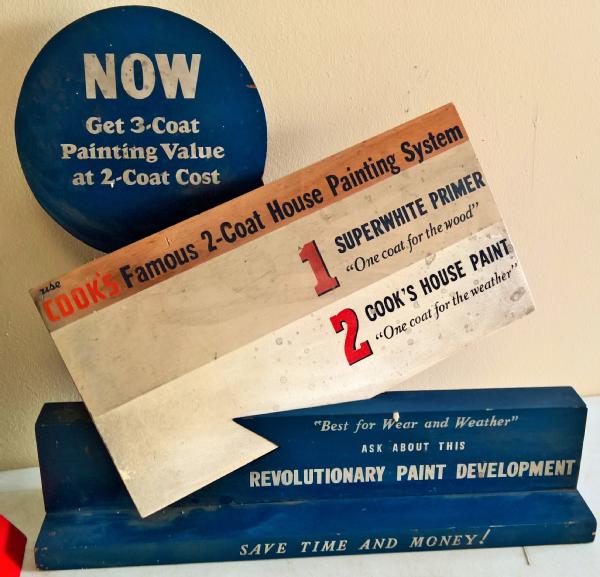 NOW
Get 3-Coat
Painting Value
at 2-Coat Cost
use
COOK'S Famous 2-Coat House Painting System
1 SUPERWHITE PRIMER
"One coat for the wood"
2 COOK'S HOUSE PAINT
"One coat for the weather"
"Best for Wear and Weather"
ASK ABOUT THIS
REVOLUTIONARY PAINT DEVELOPMENT
SAVE TIME AND MONEY!